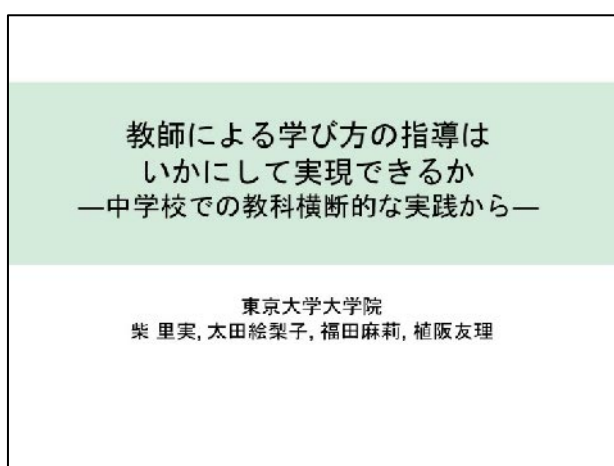 教師による学び方の指導は
いかにして実現できるか
―中学校での教科横断的な実践から―
東京大学大学院
柴 里実, 太田絵梨子, 福田麻莉, 植阪友理